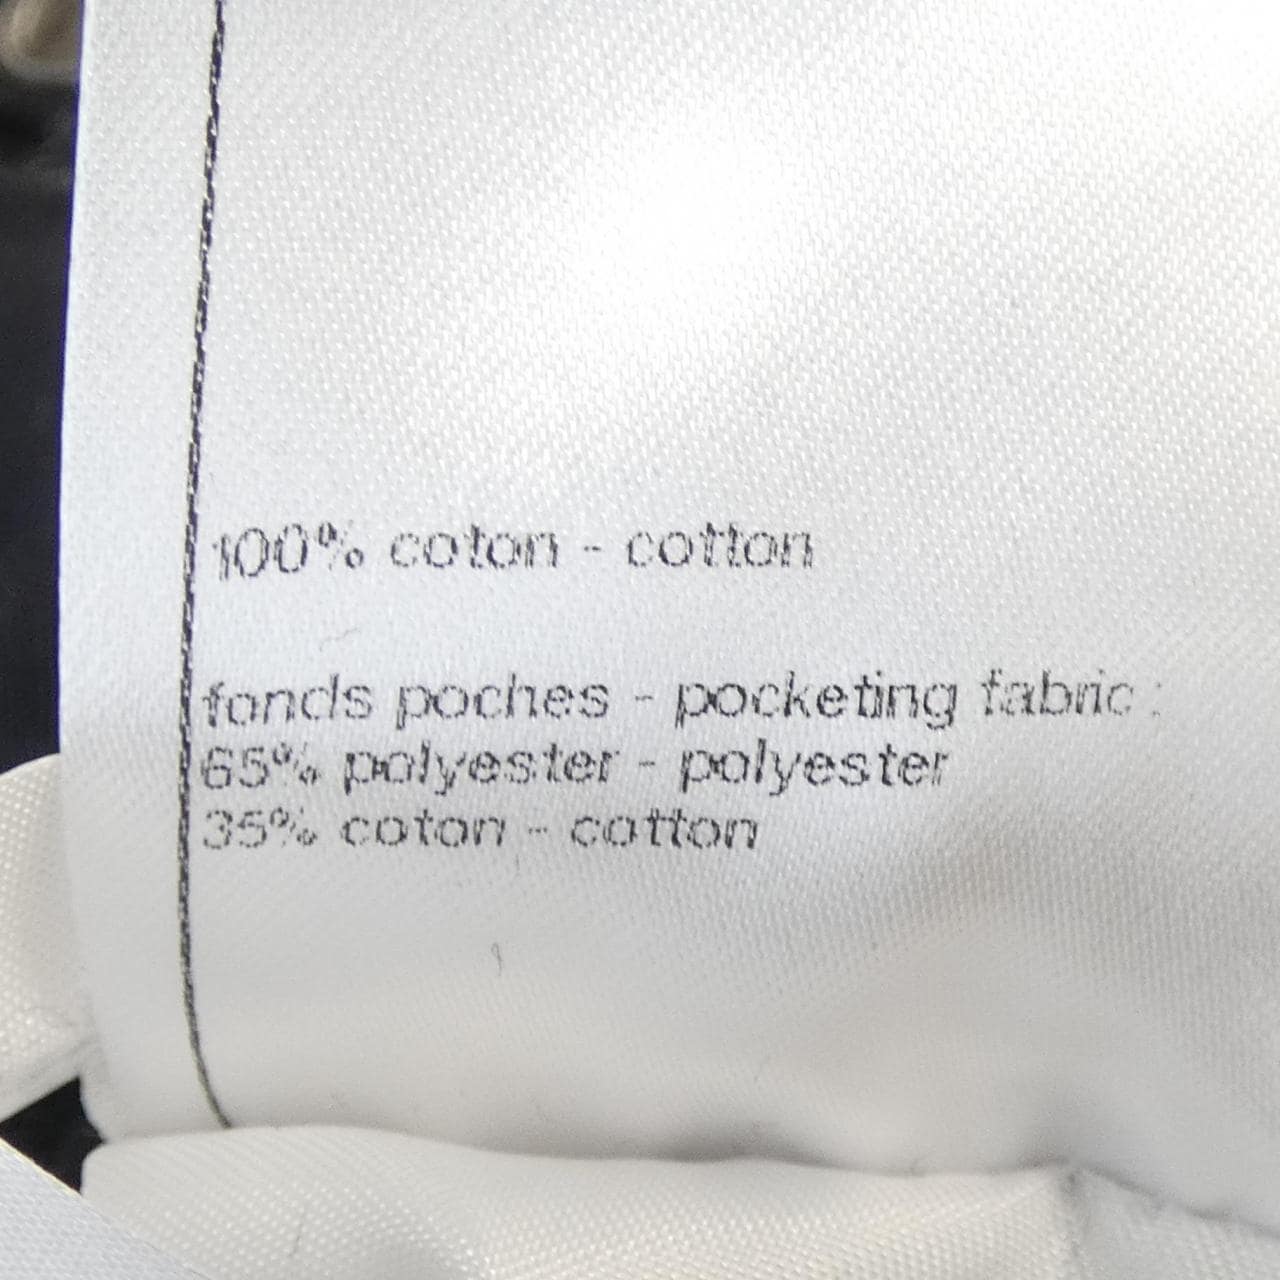 100% coton - cotton
fonds poches - pocketing fabric :
65% polyester - polyester
35% coton - cotton